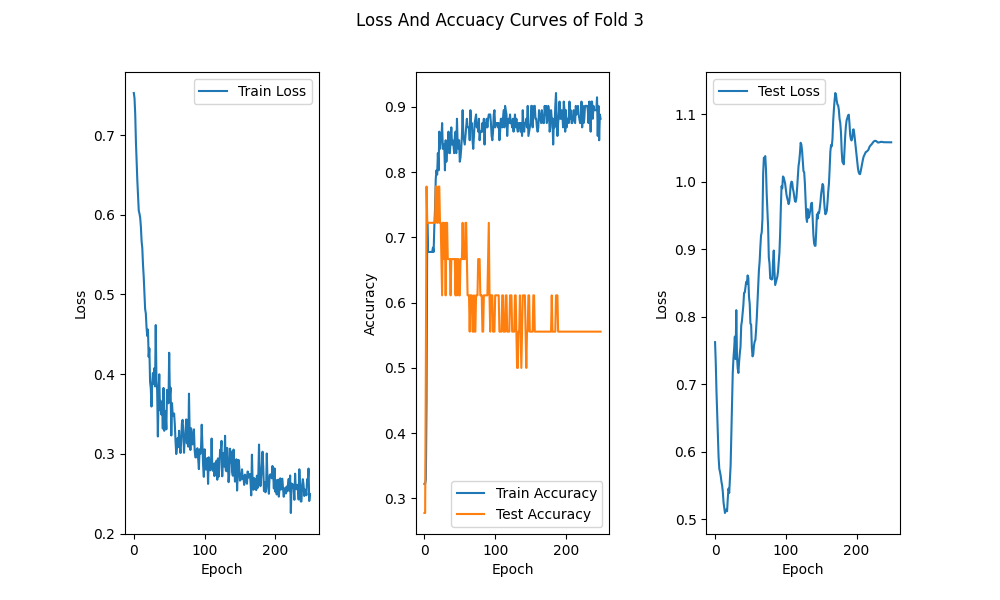 Loss And Accuacy Curves of Fold 3
Train Loss
0.7
0.6
0.5
0.4
0.3
0.2
Loss
0 100 200
Epoch
0.9
0.8
0.7
0.6
0.5
0.4
0.3
Accuracy
Train Accuracy
Test Accuracy
0 100 200
Epoch
Test Loss
1.1
1.0
0.9
0.8
0.7
0.6
0.5
Loss
0 100 200
Epoch